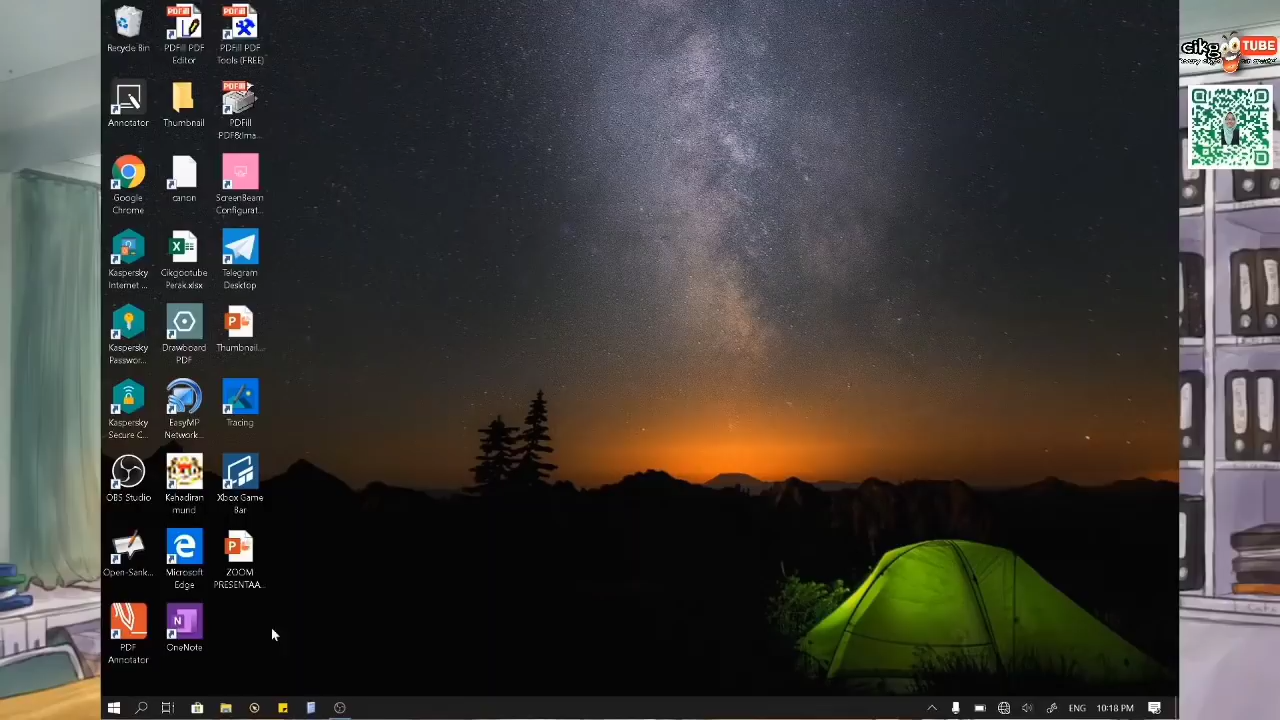 Recycle Bin
PDFill PDF
Editor
PDFill PDF
Tools (FREE)
Annotator
Thumbnail
PDFill
PDF&Ima...
Google
Chrome
canon
ScreenBeam
Configurat...
Kaspersky
Internet ...
Cikgootube
Perak.xlsx
Telegram
Desktop
Kaspersky
Passwor...
Drawboard
PDF
Thumbnail...
Kaspersky
Secure C...
EasyMP
Network...
Tracing
OBS Studio
Kehadiran
murid
Xbox Game
Bar
Open-Sank...
Microsoft
Edge
ZOOM
PRESENTAA...
PDF
Annotator
OneNote
ENG
10:18 PM
cikg
TUBE